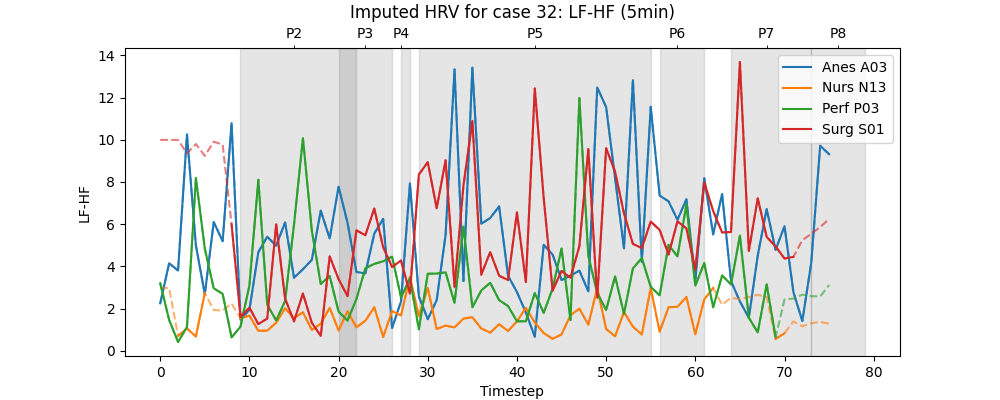 Imputed HRV for case 32: LF-HF (5min)
P2 P3 P4 P5 P6 P7 P8
14
12
10
8
6
4
2
0
LF-HF
Anes A03
Nurs N13
Perf P03
Surg S01
0 10 20 30 40 50 60 70 80
Timestep